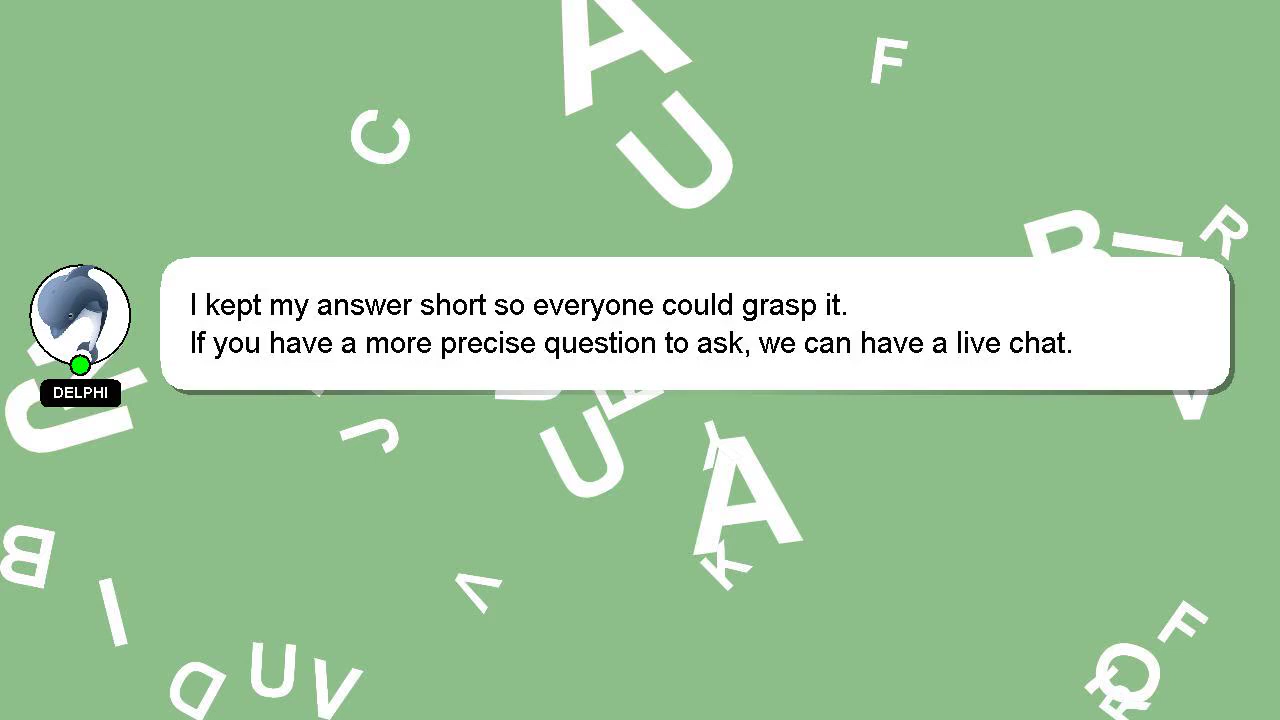 A
F
C
U
R
R
I
I kept my answer short so everyone could grasp it.
If you have a more precise question to ask, we can have a live chat.
DELPHI
J
U
E
V
A
K
B
I
V
F
D
U
V
Q
R